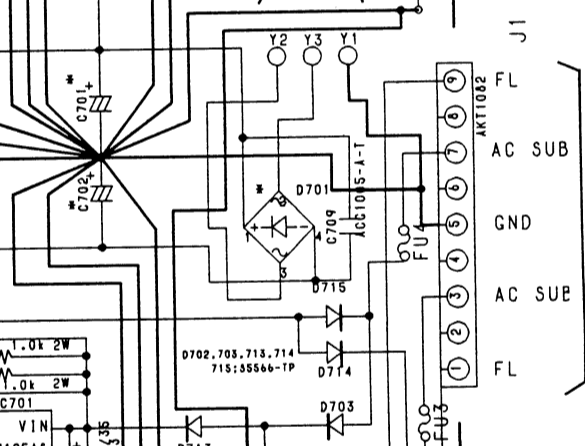 J1
Y2 Y3 Y1
9 FL
AKT1082
8
* C701 +
7 AC SUB
6
* C702 +
* D701
2
1 + - 4
3
C709
ACC1005-A-T
5 GND
FU4
4
3 AC SUB
D715
2
1.0k 2W
D702,703,713,714
715:35566-TP
D714
1 FL
1.0k 2W
C701
D703
FU3
VIN